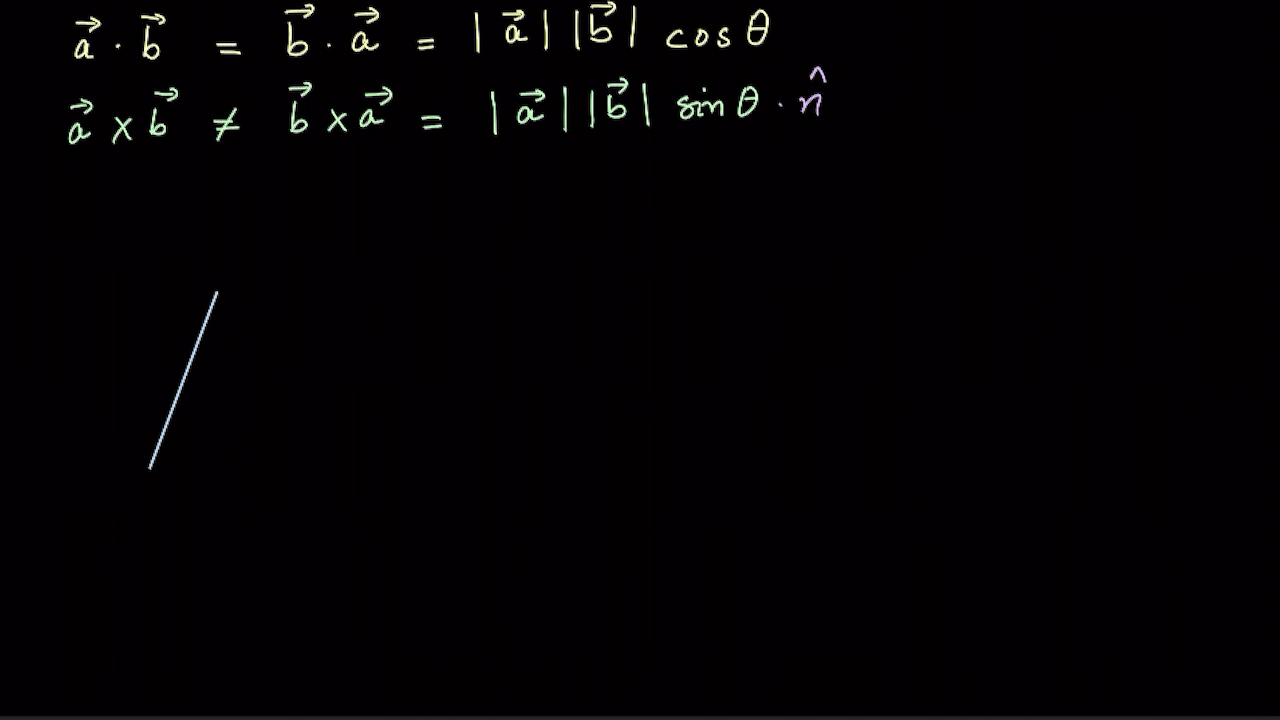 a⃗ · b⃗ = b⃗ · a⃗ = |a⃗| |b⃗| cos θ
a⃗ × b⃗ ≠ b⃗ × a⃗ = |a⃗| |b⃗| sin θ · n̂